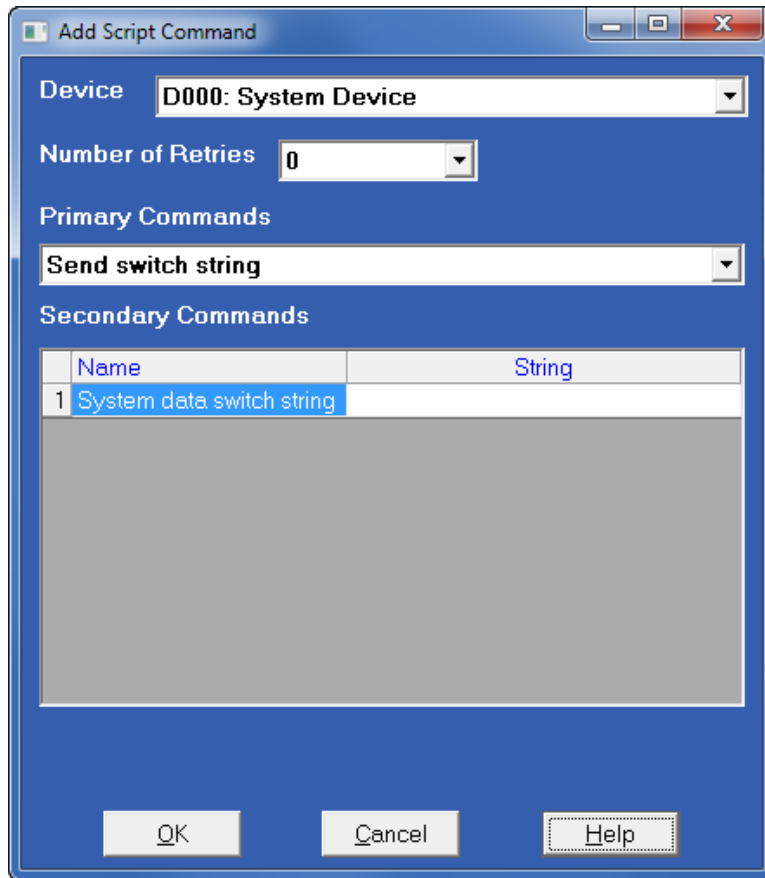 Add Script Command
Device D000: System Device
Number of Retries 0
Primary Commands
Send switch string
Secondary Commands
Name String
1 System data switch string
OK Cancel Help